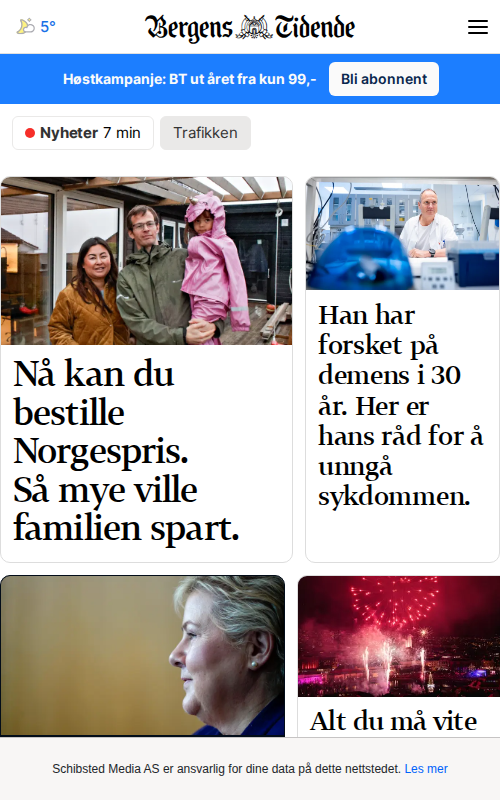 5°
Bergens Tidende
Høstkampanje: BT ut året fra kun 99,-
Bli abonnent
Nyheter 7 min
Trafikken
Nå kan du
bestille
Norgespris.
Så mye ville
familien spart.
Han har
forsket på
demens i 30
år. Her er
hans råd for å
unngå
sykdommen.
Alt du må vite
Schibsted Media AS er ansvarlig for dine data på dette nettstedet. Les mer